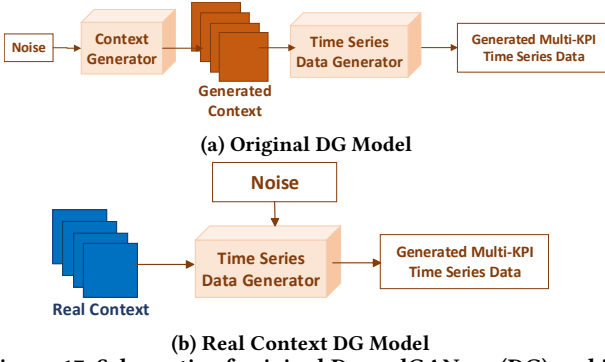 Noise
Context
Generator
Generated
Context
Time Series
Data Generator
Generated Multi-KPI
Time Series Data
(a) Original DG Model
Noise
Real Context
Time Series
Data Generator
Generated Multi-KPI
Time Series Data
(b) Real Context DG Model